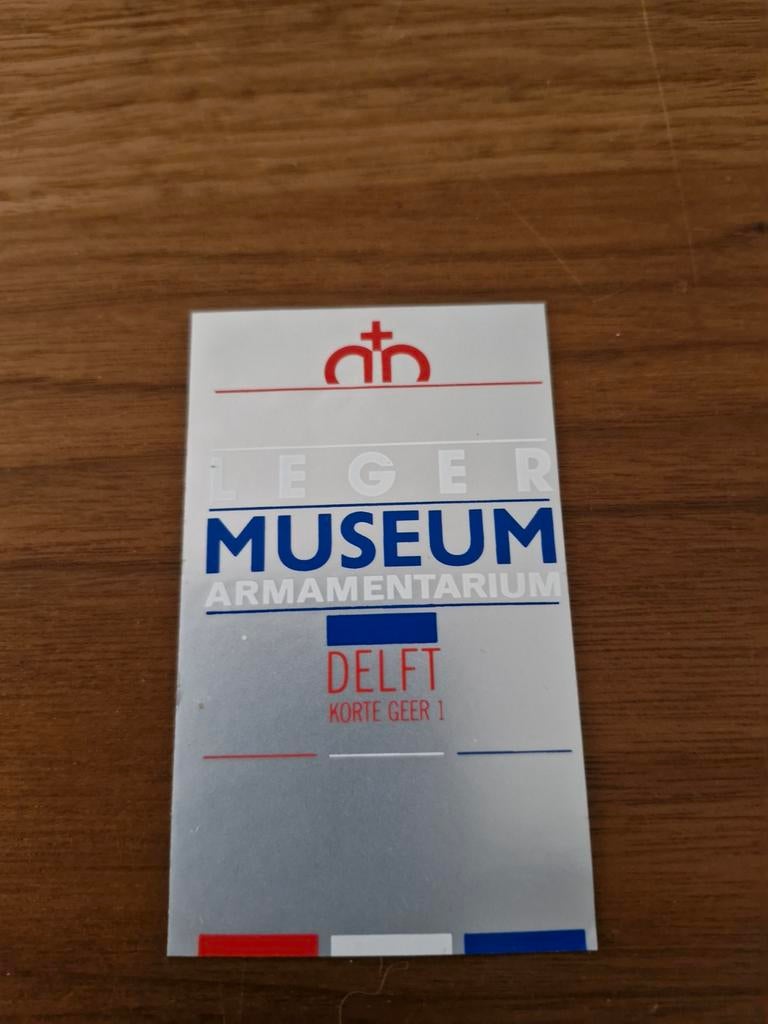 LEGER
MUSEUM
ARMAMENTARIUM
DELFT
KORTE GEER 1